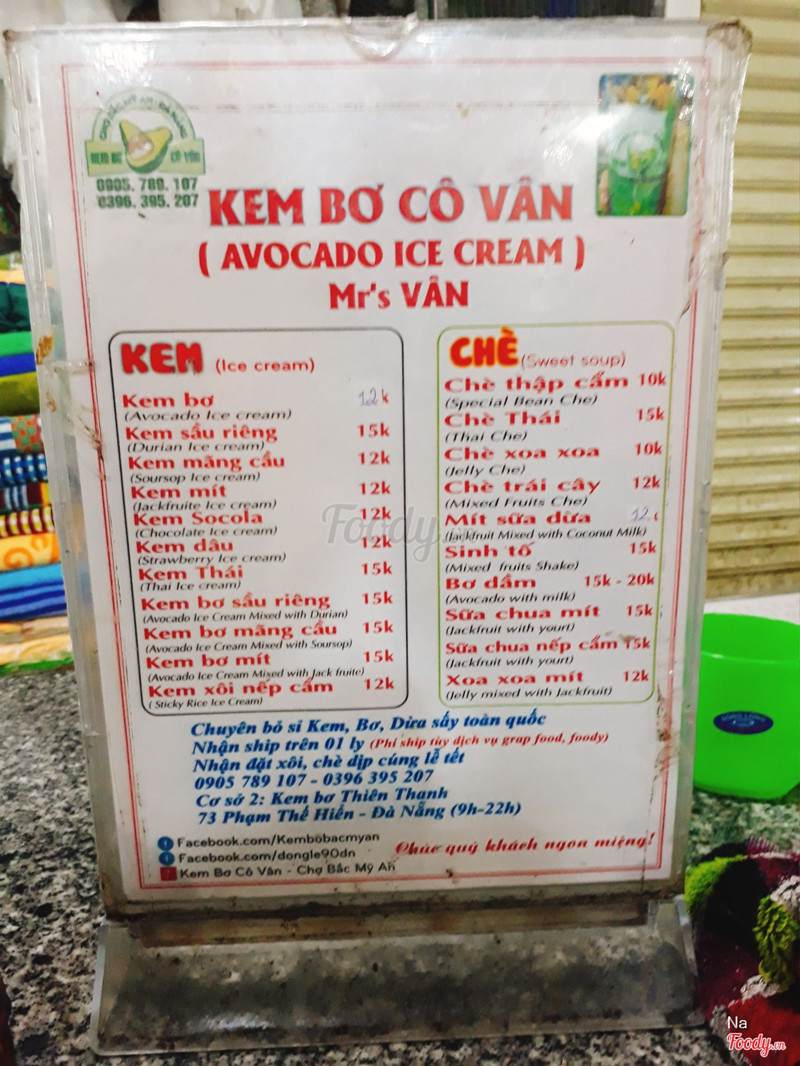 CHỢ BẮC MỸ AN - ĐÀ NẴNG
KEM BƠ CÔ VÂN
0905. 789. 107
0396. 395. 207
KEM BƠ CÔ VÂN
( AVOCADO ICE CREAM )
Mr's VÂN
KEM (Ice cream)
Kem bơ 12k
(Avocado Ice cream)
Kem sầu riêng 15k
(Durian Ice cream)
Kem mãng cầu 12k
(Soursop Ice cream)
Kem mít 12k
(Jackfruite Ice cream)
Kem Socola 12k
(Chocolate Ice cream)
Kem dâu 12k
(Strawberry Ice cream)
Kem Thái 15k
(Thai Ice cream)
Kem bơ sầu riêng 15k
(Avocado Ice Cream Mixed with Durian)
Kem bơ mãng cầu 15k
(Avocado Ice Cream Mixed with Soursop)
Kem bơ mít 15k
(Avocado Ice Cream Mixed with Jack fruite)
Kem xôi nếp cẩm 12k
( Sticky Rice Ice Cream)
CHÈ (Sweet soup)
Chè thập cẩm 10k
(Special Bean Che)
Chè Thái 15k
(Thai Che)
Chè xoa xoa 10k
(Jelly Che)
Chè trái cây 12k
(Mixed Fruits Che)
Mít sữa dừa 12k
(Jackfruit Mixed with Coconut Milk)
Sinh tố 15k
(Mixed fruits Shake)
Bơ dầm 15k - 20k
(Avocado with milk)
Sữa chua mít 15k
(Jackfruit with yourt)
Sữa chua nếp cẩm 15k
(Jackfruit with yourt)
Xoa xoa mít 12k
(Jelly mixed with Jackfruit)
Chuyên bỏ sỉ Kem, Bơ, Dừa sấy toàn quốc
Nhận ship trên 01 ly (Phí ship tùy dịch vụ grap food, foody)
Nhận đặt xôi, chè dịp cúng lễ tết
0905 789 107 - 0396 395 207
Cơ sở 2: Kem bơ Thiên Thanh
73 Phạm Thế Hiển - Đà Nẵng (9h-22h)
Facebook.com/Kembobacmyan
Facebook.com/dongle90dn
Kem Bơ Cô Vân - Chợ Bắc Mỹ An
Chúc quý khách ngon miệng!
Foody.vn
Na
Foody.vn